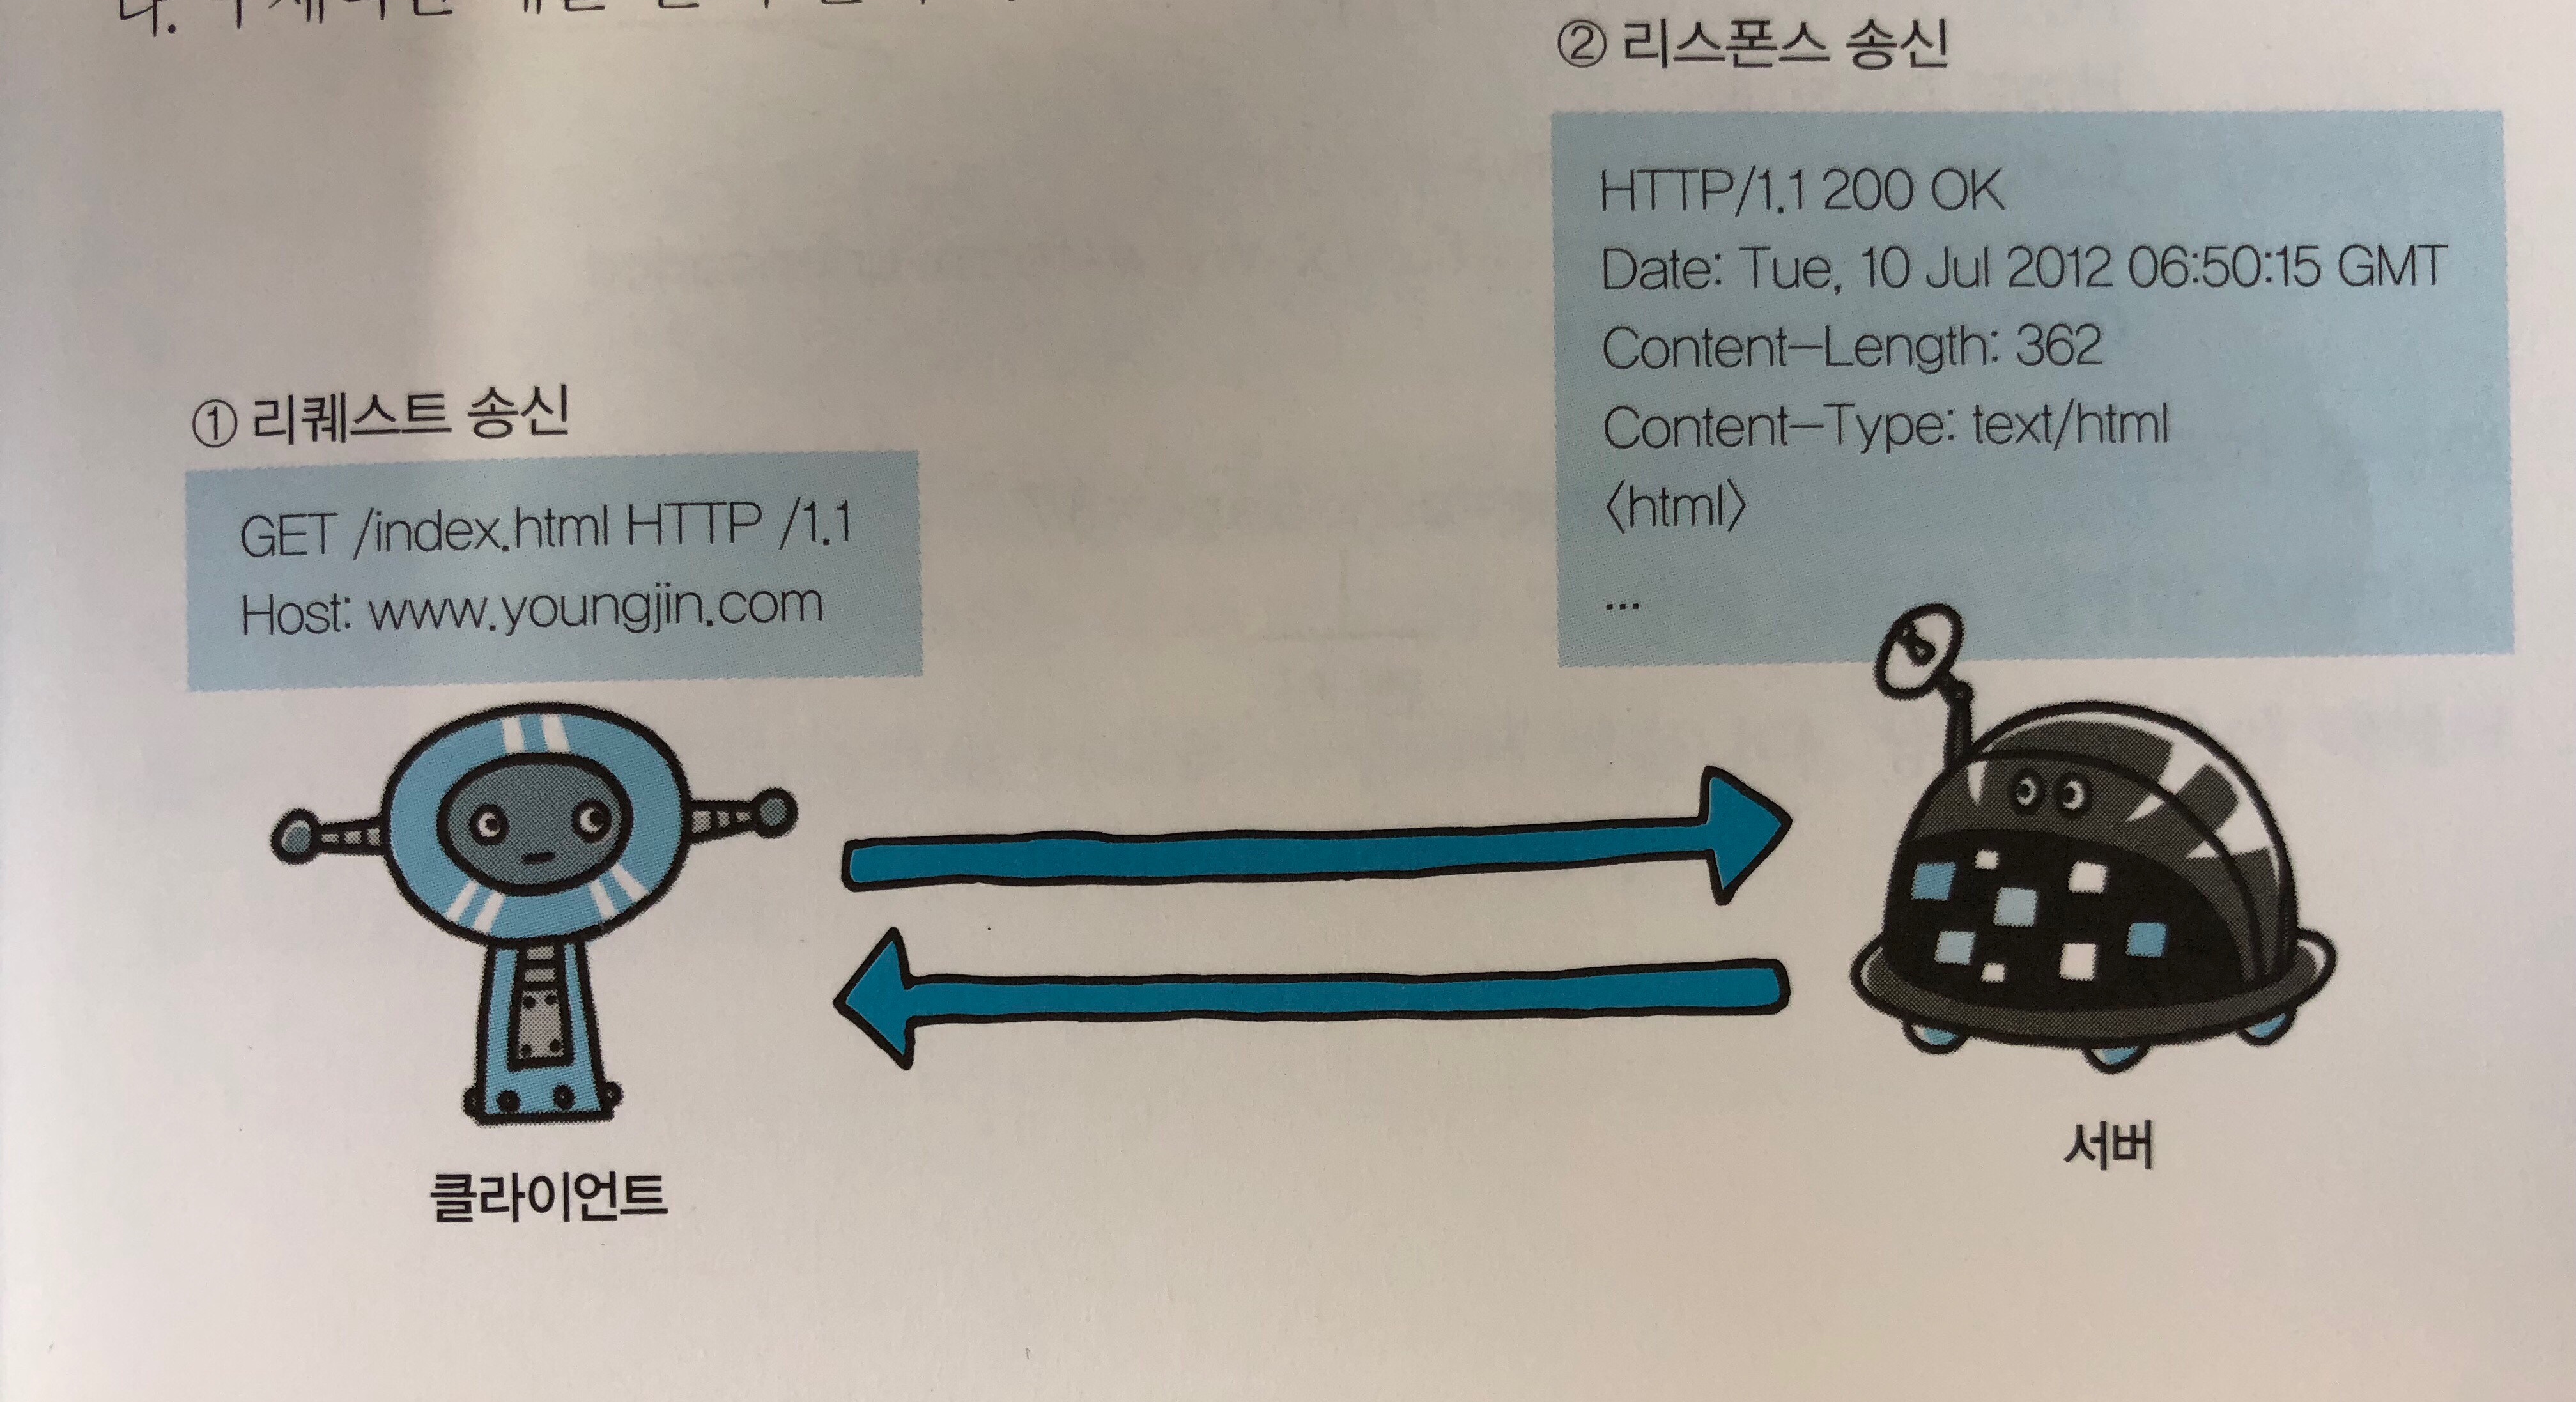 ② 리스폰스 송신
HTTP/1.1 200 OK
Date: Tue, 10 Jul 2012 06:50:15 GMT
Content-Length: 362
Content-Type: text/html
〈html〉
...
① 리퀘스트 송신
GET /index.html HTTP /1.1
Host: www.youngjin.com
클라이언트
서버